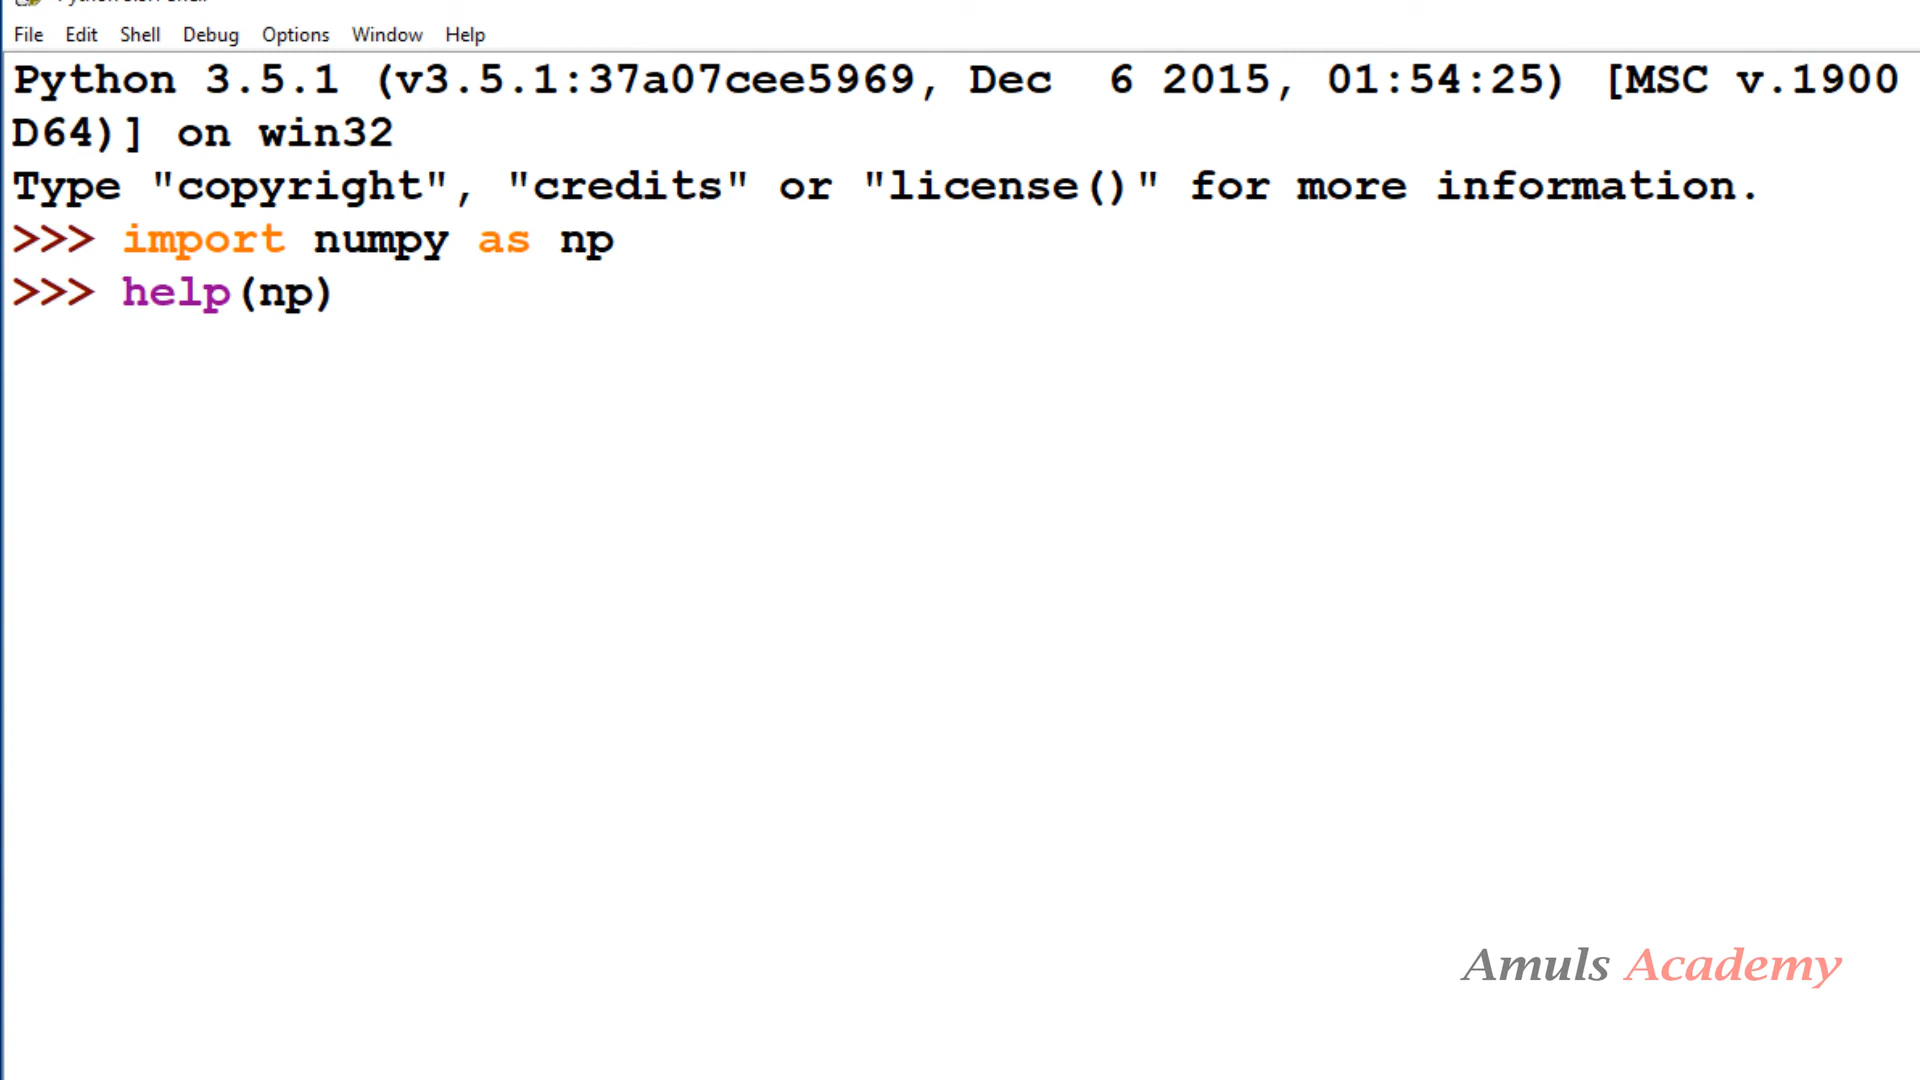 File Edit Shell Debug Options Window Help
Python 3.5.1 (v3.5.1:37a07cee5969, Dec  6 2015, 01:54:25) [MSC v.1900
D64)] on win32
Type "copyright", "credits" or "license()" for more information.
>>> import numpy as np
>>> help(np)
Amuls Academy